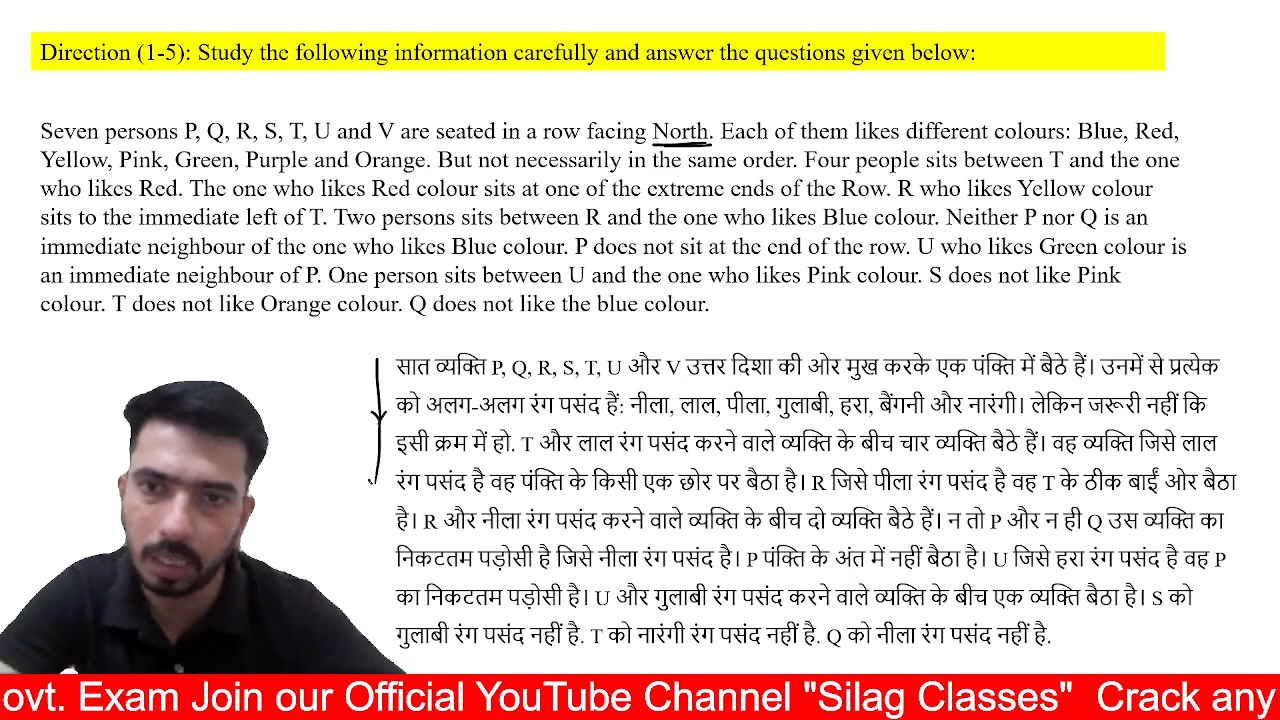 Direction (1-5): Study the following information carefully and answer the questions given below:
Seven persons P, Q, R, S, T, U and V are seated in a row facing North. Each of them likes different colours: Blue, Red,
Yellow, Pink, Green, Purple and Orange. But not necessarily in the same order. Four people sits between T and the one
who likes Red. The one who likes Red colour sits at one of the extreme ends of the Row. R who likes Yellow colour
sits to the immediate left of T. Two persons sits between R and the one who likes Blue colour. Neither P nor Q is an
immediate neighbour of the one who likes Blue colour. P does not sit at the end of the row. U who likes Green colour is
an immediate neighbour of P. One person sits between U and the one who likes Pink colour. S does not like Pink
colour. T does not like Orange colour. Q does not like the blue colour.
सात व्यक्ति P, Q, R, S, T, U और V उत्तर दिशा की ओर मुख करके एक पंक्ति में बैठे हैं। उनमें से प्रत्येक
को अलग-अलग रंग पसंद हैं: नीला, लाल, पीला, गुलाबी, हरा, बैंगनी और नारंगी। लेकिन जरूरी नहीं कि
इसी क्रम में हो. T और लाल रंग पसंद करने वाले व्यक्ति के बीच चार व्यक्ति बैठे हैं। वह व्यक्ति जिसे लाल
रंग पसंद है वह पंक्ति के किसी एक छोर पर बैठा है। R जिसे पीला रंग पसंद है वह T के ठीक बाईं ओर बैठा
है। R और नीला रंग पसंद करने वाले व्यक्ति के बीच दो व्यक्ति बैठे हैं। न तो P और न ही Q उस व्यक्ति का
निकटतम पड़ोसी है जिसे नीला रंग पसंद है। P पंक्ति के अंत में नहीं बैठा है। U जिसे हरा रंग पसंद है वह P
का निकटतम पड़ोसी है। U और गुलाबी रंग पसंद करने वाले व्यक्ति के बीच एक व्यक्ति बैठा है। S को
गुलाबी रंग पसंद नहीं है. T को नारंगी रंग पसंद नहीं है. Q को नीला रंग पसंद नहीं है.
ovt. Exam Join our Official YouTube Channel "Silag Classes" Crack any